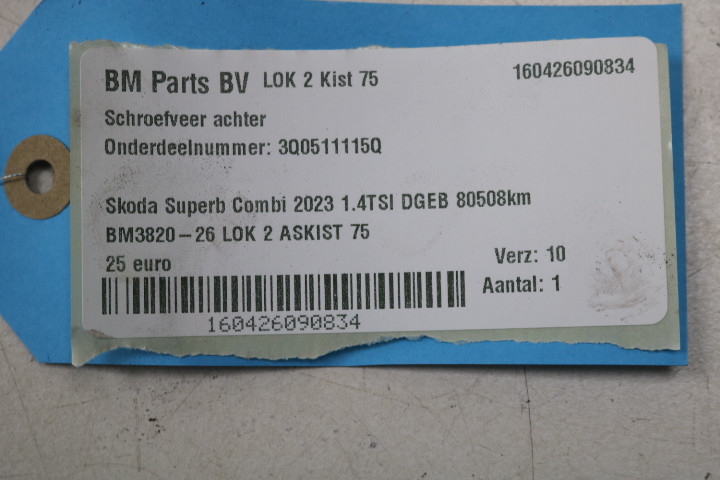 BM Parts BV LOK 2 Kist 75 160426090834
Schroefveer achter
Onderdeelnummer: 3Q0511115Q
Skoda Superb Combi 2023 1.4TSI DGEB 80508km
BM3820-26 LOK 2 ASKIST 75
25 euro Verz: 10
Aantal: 1
160426090834